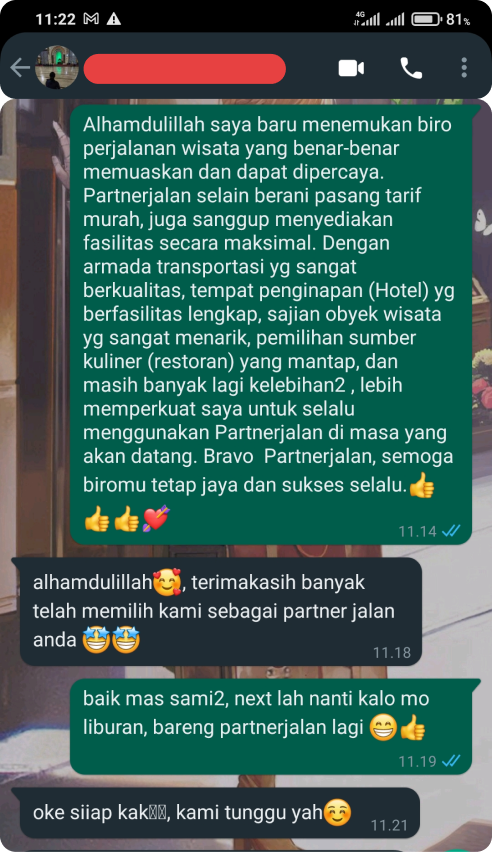 11:22
4G
81%
Alhamdulillah saya baru menemukan biro
perjalanan wisata yang benar-benar
memuaskan dan dapat dipercaya.
Partnerjalan selain berani pasang tarif
murah, juga sanggup menyediakan
fasilitas secara maksimal. Dengan
armada transportasi yg sangat
berkualitas, tempat penginapan (Hotel) yg
berfasilitas lengkap, sajian obyek wisata
yg sangat menarik, pemilihan sumber
kuliner (restoran) yang mantap, dan
masih banyak lagi kelebihan2 , lebih
memperkuat saya untuk selalu
menggunakan Partnerjalan di masa yang
akan datang. Bravo  Partnerjalan, semoga
biromu tetap jaya dan sukses selalu.👍
👍👍💘
11.14
alhamdulillah🥰, terimakasih banyak
telah memilih kami sebagai partner jalan
anda 🤩🤩
11.18
baik mas sami2, next lah nanti kalo mo
liburan, bareng partnerjalan lagi 😁👍
11.19
oke siiap kak, kami tunggu yah☺️
11.21